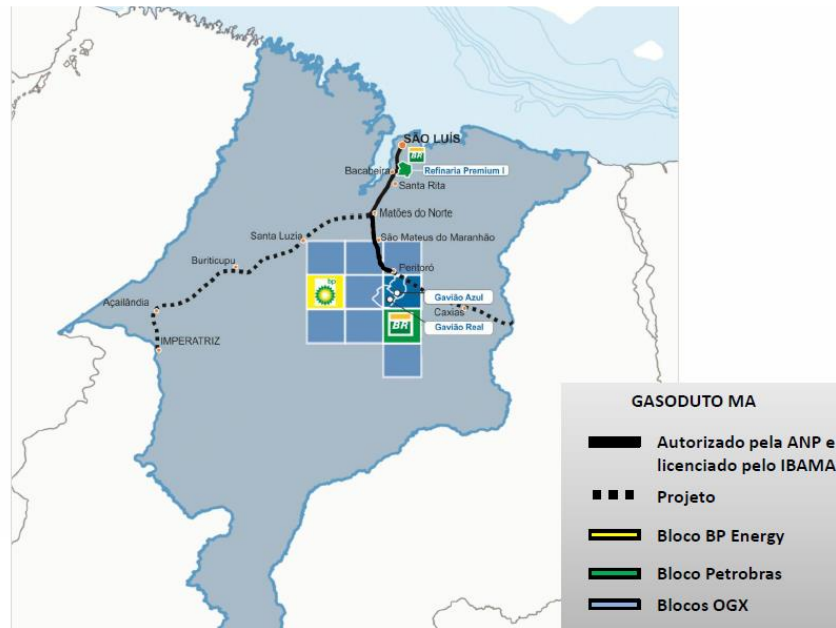 SÃO LUÍS
BR
Bacabeira
Refinaria Premium I
Santa Rita
Matões do Norte
Santa Luzia
São Mateus do Maranhão
Buriticupu
Peritoró
bp
Açailândia
Gavião Azul
Caxias
Gavião Real
BR
IMPERATRIZ
GASODUTO MA
Autorizado pela ANP e
licenciado pelo IBAMA
Projeto
Bloco BP Energy
Bloco Petrobras
Blocos OGX